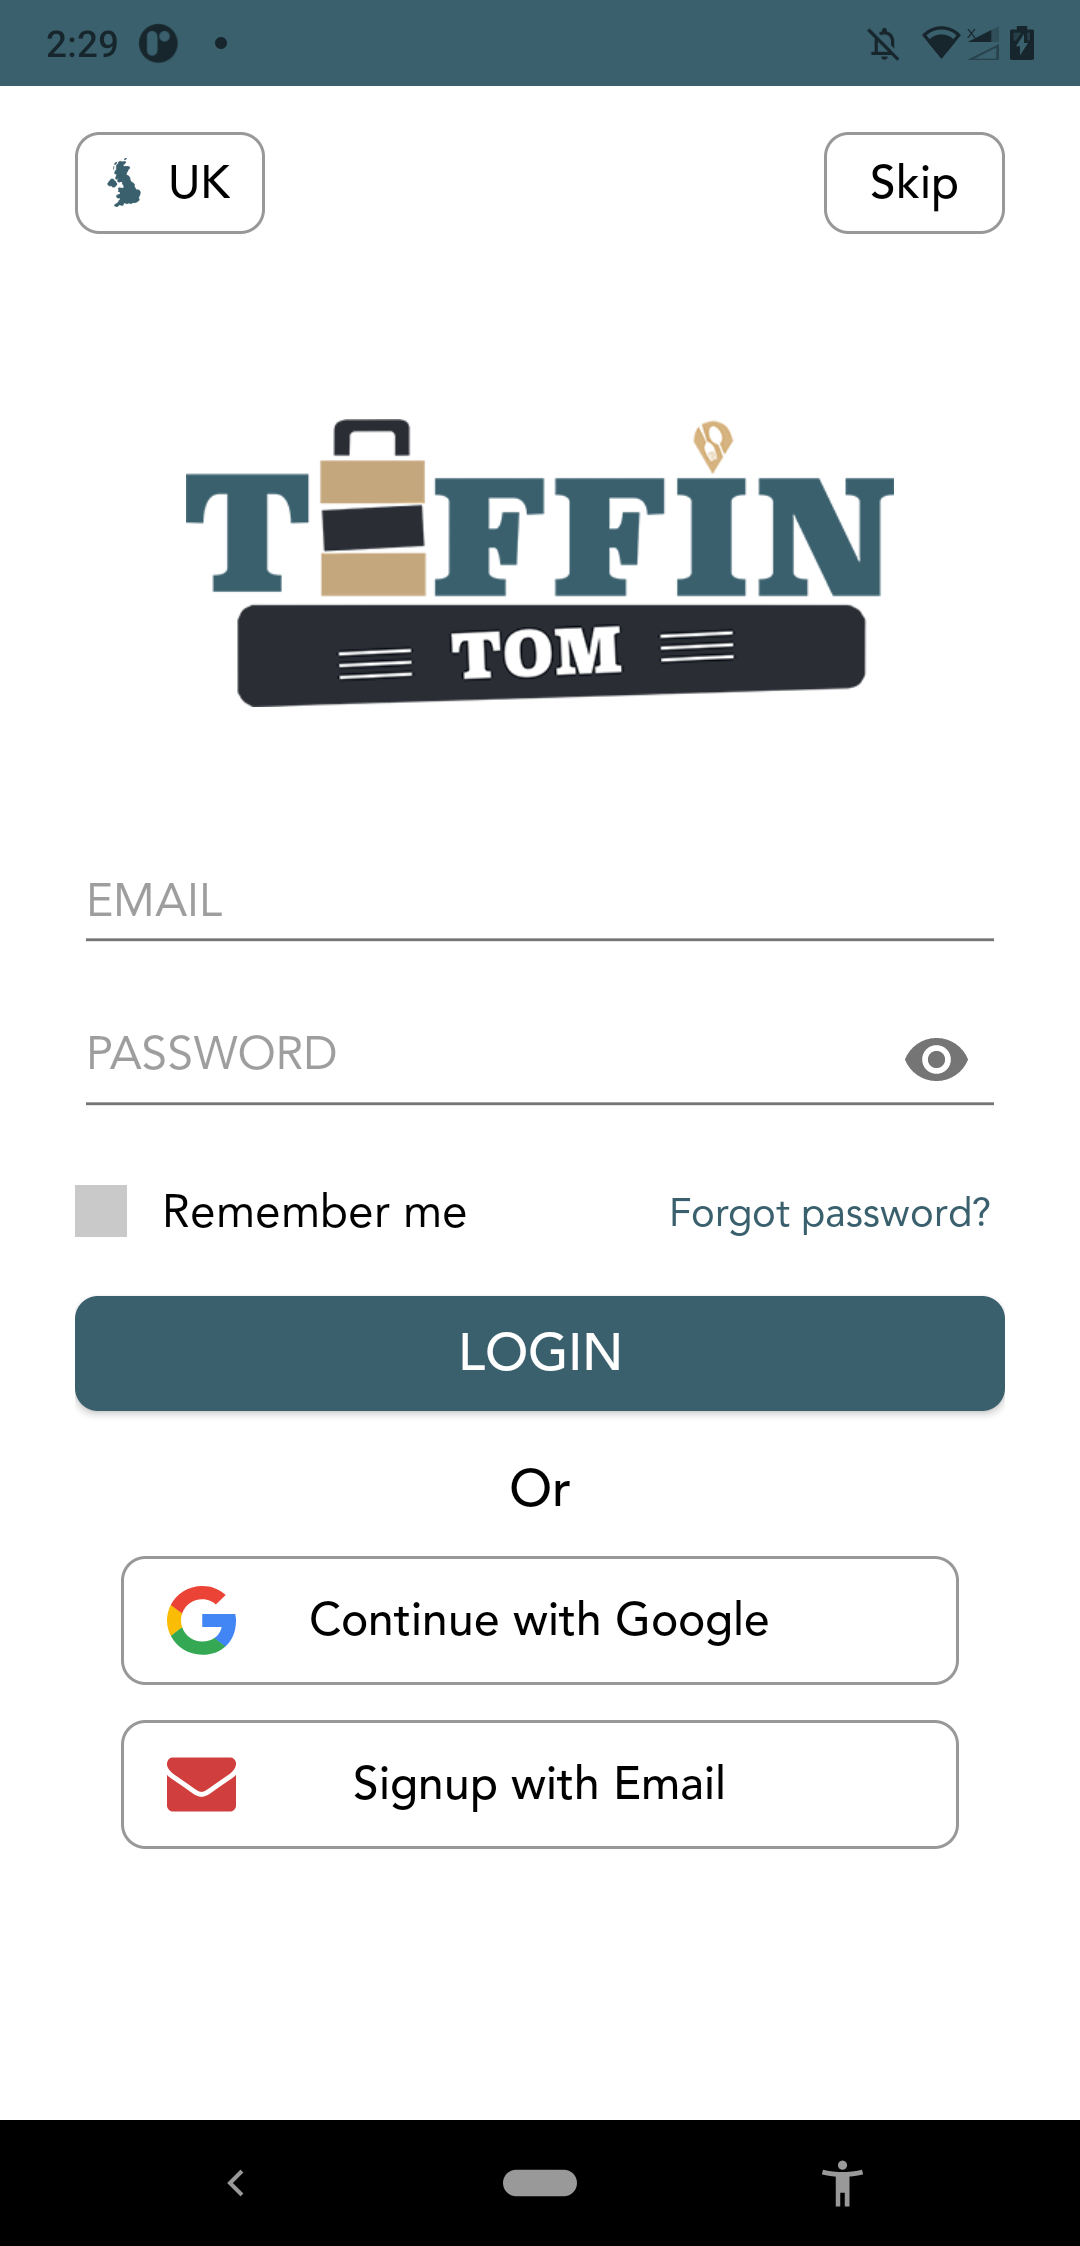 2:29
UK
Skip
TIFFIN
TOM
EMAIL
PASSWORD
Remember me
Forgot password?
LOGIN
Or
Continue with Google
Signup with Email